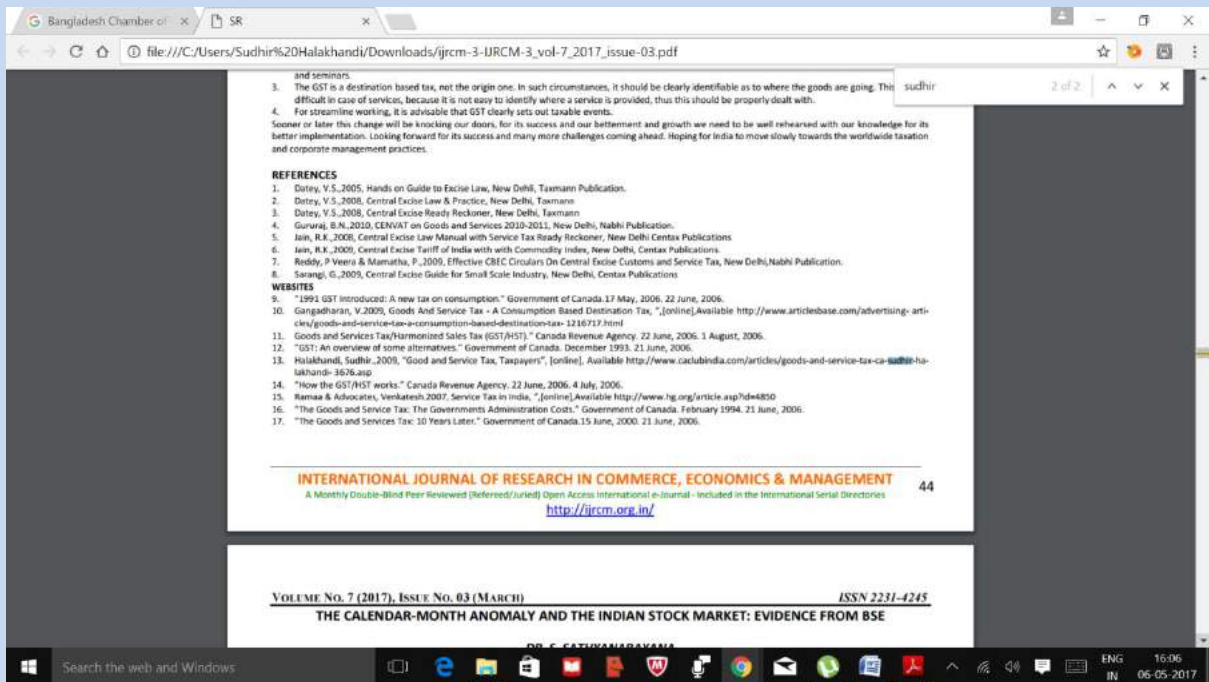 Bangladesh Chamber of
SR
file:///C:/Users/Sudhir%20Halakhandi/Downloads/ijrcm-3-IJRCM-3_vol-7_2017_issue-03.pdf
sudhir
2 of 2
and seminars.
3. The GST is a destination based tax, not the origin one. In such circumstances, it should be clearly identifiable as to where the goods are going. This
difficult in case of services, because it is not easy to identify where a service is provided, thus this should be properly dealt with.
4. For streamline working, it is advisable that GST clearly sets out taxable events.
Sooner or later this change will be knocking our doors, for its success and our betterment and growth we need to be well rehearsed with our knowledge for its
better implementation. Looking forward for its success and many more challenges coming ahead. Hoping for India to move slowly towards the worldwide taxation
and corporate management practices.
REFERENCES
1. Datey, V.S.,2005, Hands on Guide to Excise Law, New Dehli, Taxmann Publication.
2. Datey, V.S.,2008, Central Excise Law & Practice, New Delhi, Taxmann
3. Datey, V.S.,2008, Central Excise Ready Reckoner, New Delhi, Taxmann
4. Gururaj, B.N.,2010, CENVAT on Goods and Services 2010-2011, New Delhi, Nabhi Publication.
5. Jain, R.K.,2008, Central Excise Law Manual with Service Tax Ready Reckoner, New Delhi Centax Publications
6. Jain, R.K.,2009, Central Excise Tariff of India with with Commodity Index, New Delhi, Centax Publications.
7. Reddy, P Veera & Mamatha, P.,2009, Effective CBEC Circulars On Central Excise Customs and Service Tax, New Delhi,Nabhi Publication.
8. Sarangi, G.,2009, Central Excise Guide for Small Scale Industry, New Delhi, Centax Publications
WEBSITES
9. "1991 GST Introduced: A new tax on consumption." Government of Canada.17 May, 2006. 22 June, 2006.
10. Gangadharan, V.2009, Goods And Service Tax - A Consumption Based Destination Tax, ",[online],Available http://www.articlesbase.com/advertising- arti-
cles/goods-and-service-tax-a-consumption-based-destination-tax- 1216717.html
11. Goods and Services Tax/Harmonized Sales Tax (GST/HST)." Canada Revenue Agency. 22 June, 2006. 1 August, 2006.
12. "GST: An overview of some alternatives." Government of Canada. December 1993. 21 June, 2006.
13. Halakhandi, Sudhir.,2009, "Good and Service Tax, Taxpayers", [online], Available http://www.caclubindia.com/articles/goods-and-service-tax-ca-sudhir-ha-
lakhandi- 3676.asp
14. "How the GST/HST works." Canada Revenue Agency. 22 June, 2006. 4 July, 2006.
15. Ramaa & Advocates, Venkatesh.2007, Service Tax in India, ",[online],Available http://www.hg.org/article.asp?id=4850
16. "The Goods and Service Tax: The Governments Administration Costs." Government of Canada. February 1994. 21 June, 2006.
17. "The Goods and Services Tax: 10 Years Later." Government of Canada.15 June, 2000. 21 June, 2006.
INTERNATIONAL JOURNAL OF RESEARCH IN COMMERCE, ECONOMICS & MANAGEMENT
44
A Monthly Double-Blind Peer Reviewed (Refereed/Juried) Open Access International e-Journal - Included in the International Serial Directories
http://ijrcm.org.in/
VOLUME NO. 7 (2017), ISSUE NO. 03 (MARCH)
ISSN 2231-4245
THE CALENDAR-MONTH ANOMALY AND THE INDIAN STOCK MARKET: EVIDENCE FROM BSE
DR. S. SATHYANARAYANA
Search the web and Windows
ENG
IN
16:06
06-05-2017